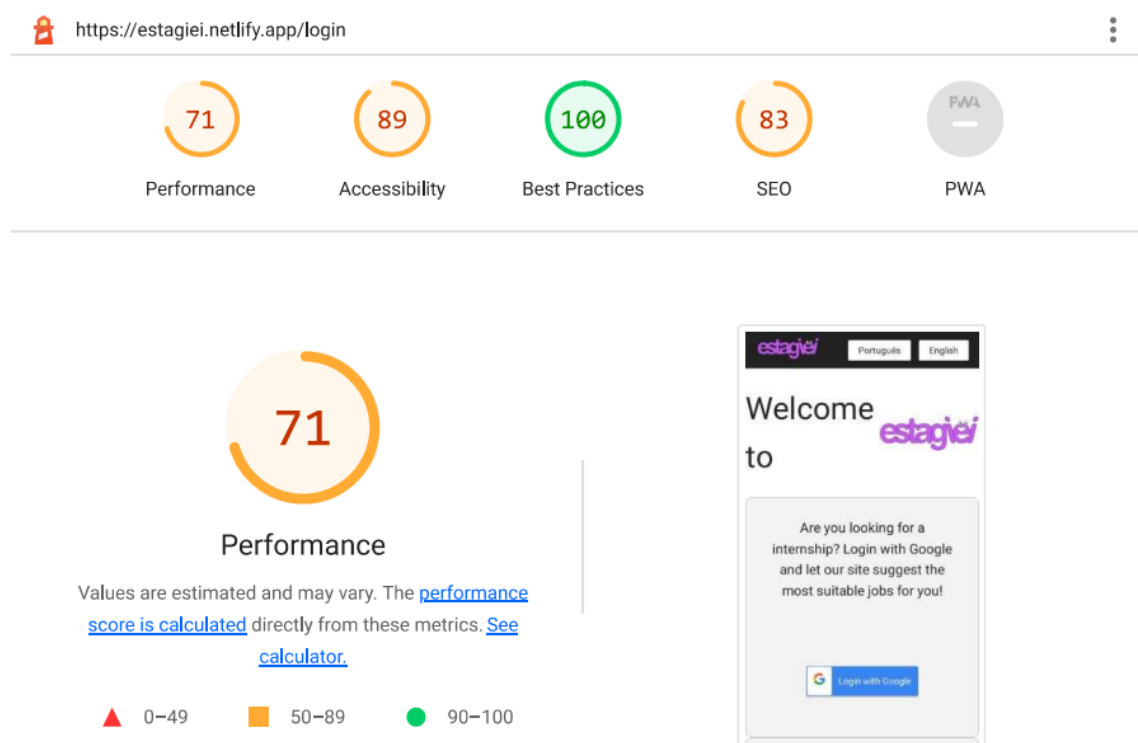 https://estagiei.netlify.app/login
71
89
100
83
PWA
Performance
Accessibility
Best Practices
SEO
PWA
71
Performance
Values are estimated and may vary. The performance
score is calculated directly from these metrics. See
calculator.
0–49
50–89
90–100
estagiei
Português
English
Welcome
to
estagiei
Are you looking for a
internship? Login with Google
and let our site suggest the
most suitable jobs for you!
G
Login with Google